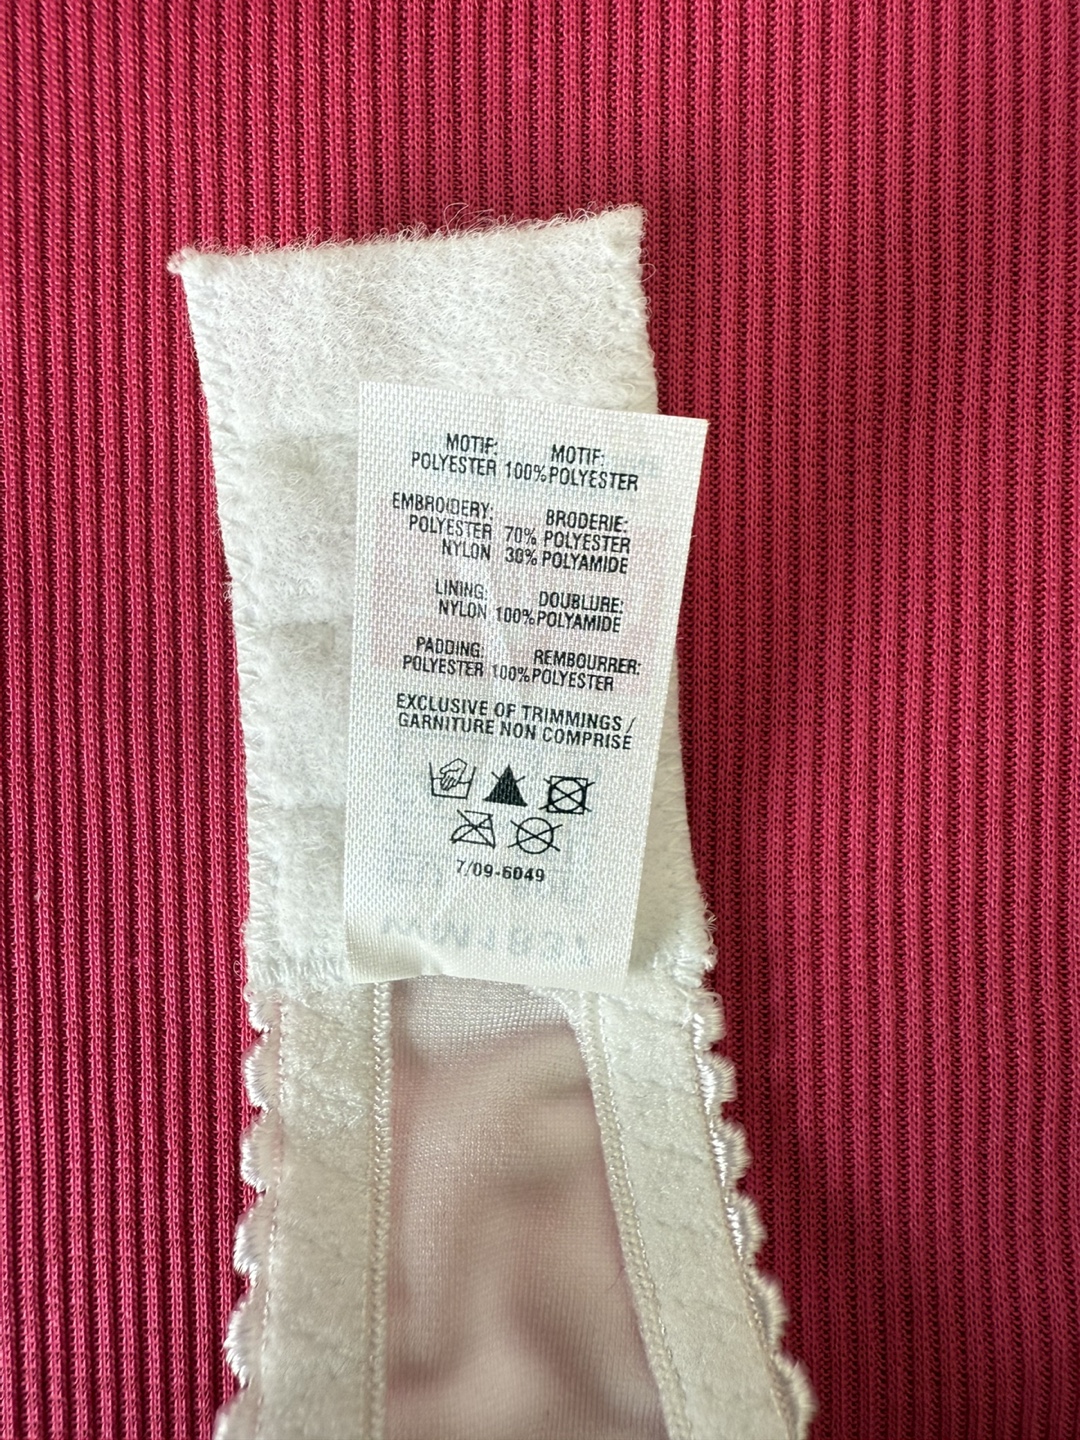 MOTIF: MOTIF:
POLYESTER 100% POLYESTER
EMBROIDERY: BRODERIE:
POLYESTER 70% POLYESTER
NYLON 30% POLYAMIDE
LINING: DOUBLURE:
NYLON 100% POLYAMIDE
PADDING: REMBOURRER:
POLYESTER 100% POLYESTER
EXCLUSIVE OF TRIMMINGS /
GARNITURE NON COMPRISE
7/09-6049